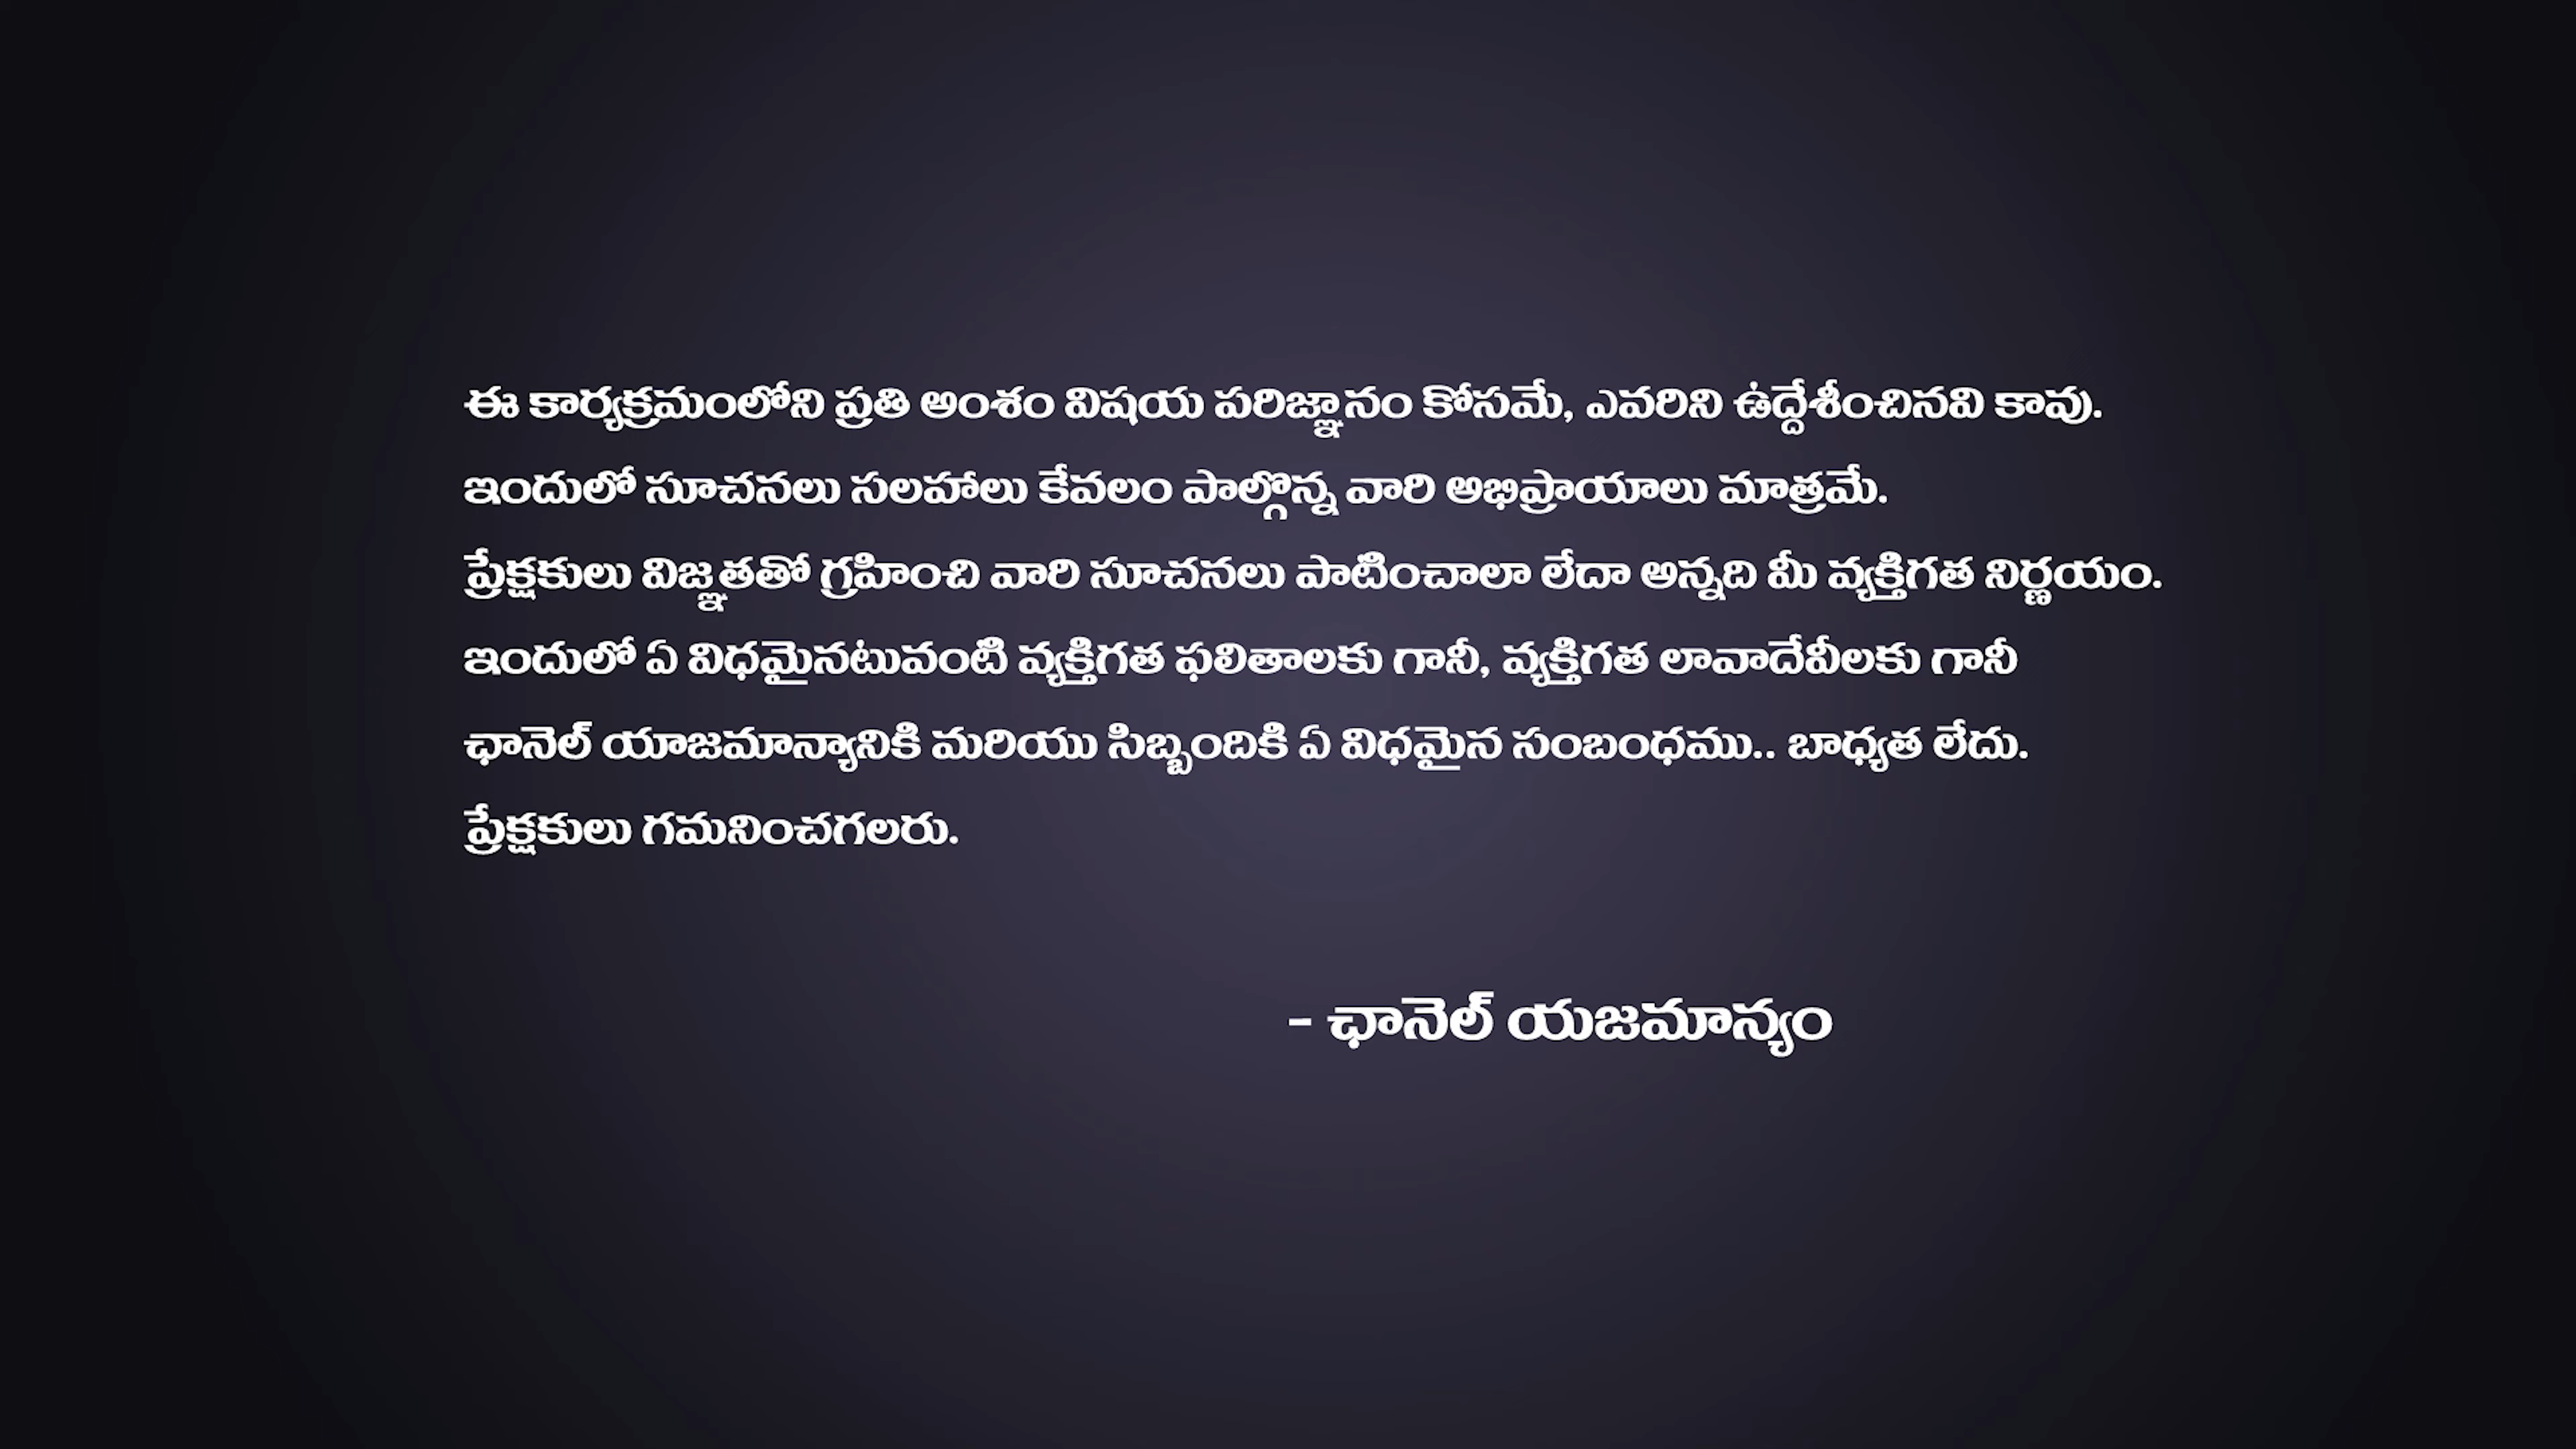 ఈ కార్యక్రమంలోని ప్రతి అంశం విషయ పరిజ్ఞానం కోసమే, ఎవరిని ఉద్దేశీంచినవి కావు.
ఇందులో సూచనలు సలహాలు కేవలం పాల్గొన్న వారి అభిప్రాయాలు మాత్రమే.
ప్రేక్షకులు విజ్ఞతతో గ్రహించి వారి సూచనలు పాటించాలా లేదా అన్నది మీ వ్యక్తిగత నిర్ణయం.
ఇందులో ఏ విధమైనటువంటి వ్యక్తిగత ఫలితాలకు గానీ, వ్యక్తిగత లావాదేవీలకు గానీ
ఛానెల్ యాజమాన్యానికి మరియు సిబ్బందికి ఏ విధమైన సంబంధము.. బాధ్యత లేదు.
ప్రేక్షకులు గమనించగలరు.
- ఛానెల్ యజమాన్యం